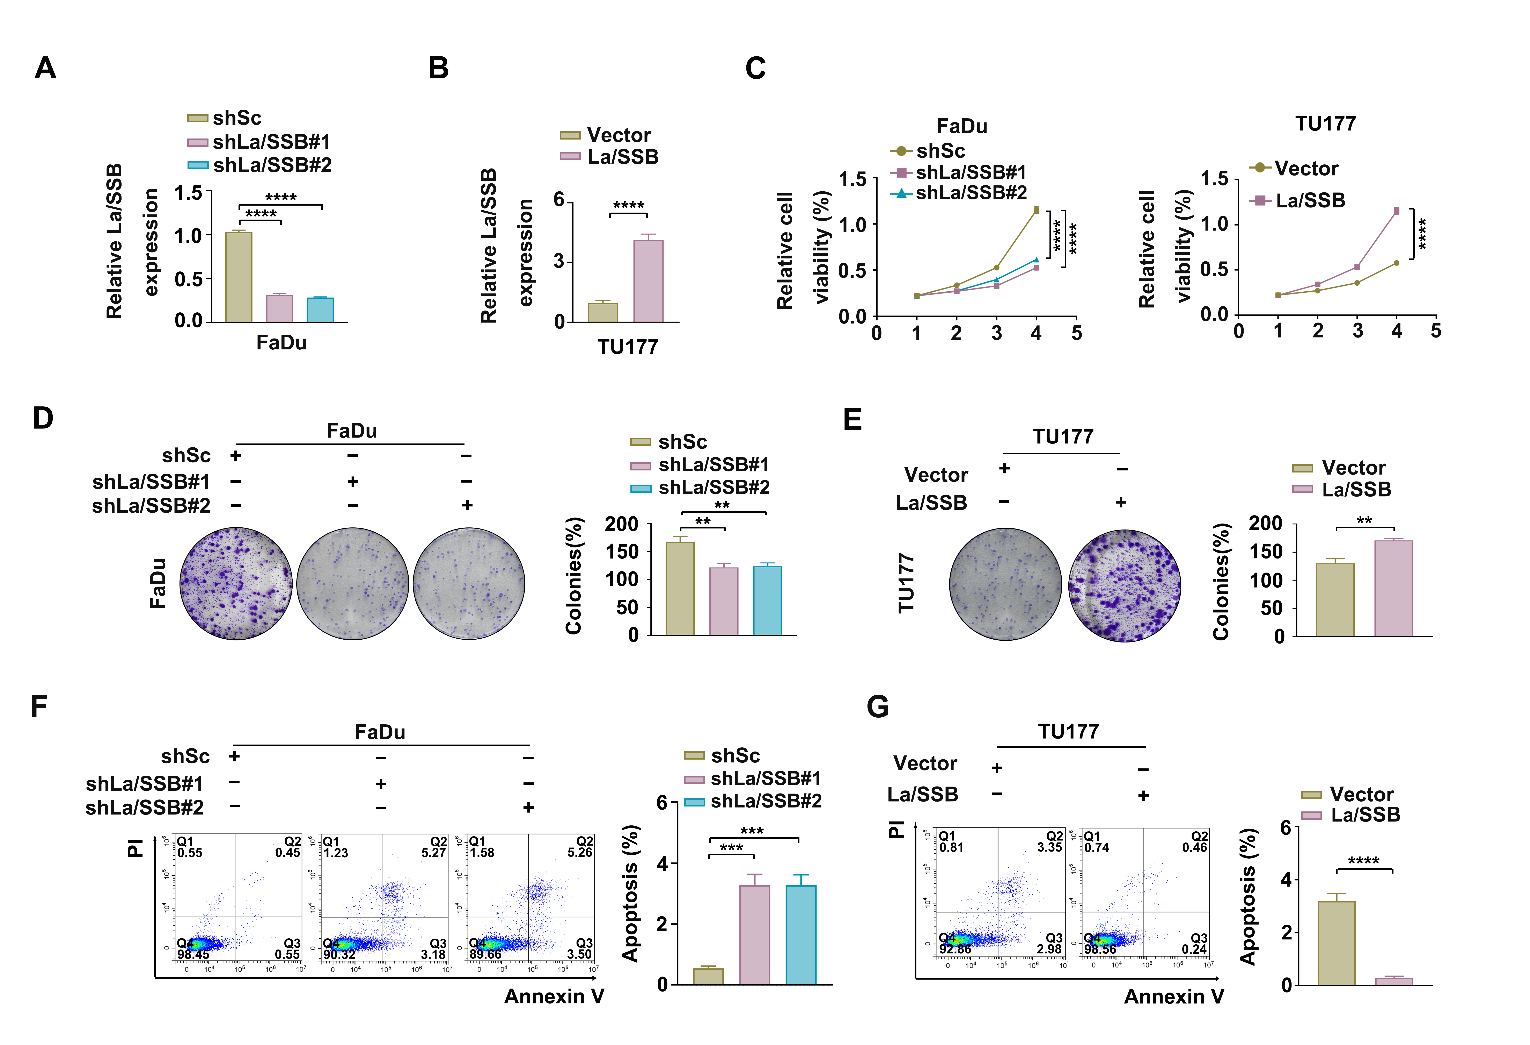 A
shSc
shLa/SSB#1
shLa/SSB#2
Relative La/SSB
expression
1.5
1.0
0.5
0.0
****
****
FaDu
B
Vector
La/SSB
Relative La/SSB
expression
6
3
0
****
TU177
C
FaDu
shSc
shLa/SSB#1
shLa/SSB#2
Relative cell
viability (%)
1.5
1.0
0.5
0.0
0 1 2 3 4 5
****
****
TU177
Vector
La/SSB
Relative cell
viability (%)
1.5
1.0
0.5
0.0
0 1 2 3 4 5
****
D
FaDu
shSc + − −
shLa/SSB#1 − + −
shLa/SSB#2 − − +
FaDu
shSc
shLa/SSB#1
shLa/SSB#2
Colonies(%)
200
150
100
50
0
**
**
E
TU177
Vector + −
La/SSB − +
TU177
Vector
La/SSB
Colonies(%)
200
150
100
50
0
**
F
FaDu
shSc + − −
shLa/SSB#1 − + −
shLa/SSB#2 − − +
PI
Q1 Q2
0.55 0.45
Q4 Q3
98.45 0.55
Q1 Q2
1.23 5.27
Q4 Q3
90.32 3.18
Q1 Q2
1.58 5.26
Q4 Q3
89.66 3.50
Annexin V
shSc
shLa/SSB#1
shLa/SSB#2
Apoptosis (%)
6
4
2
0
***
***
G
TU177
Vector + −
La/SSB − +
PI
Q1 Q2
0.81 3.35
Q4 Q3
92.86 2.98
Q1 Q2
0.74 0.46
Q4 Q3
98.56 0.24
Annexin V
Vector
La/SSB
Apoptosis (%)
6
4
2
0
****